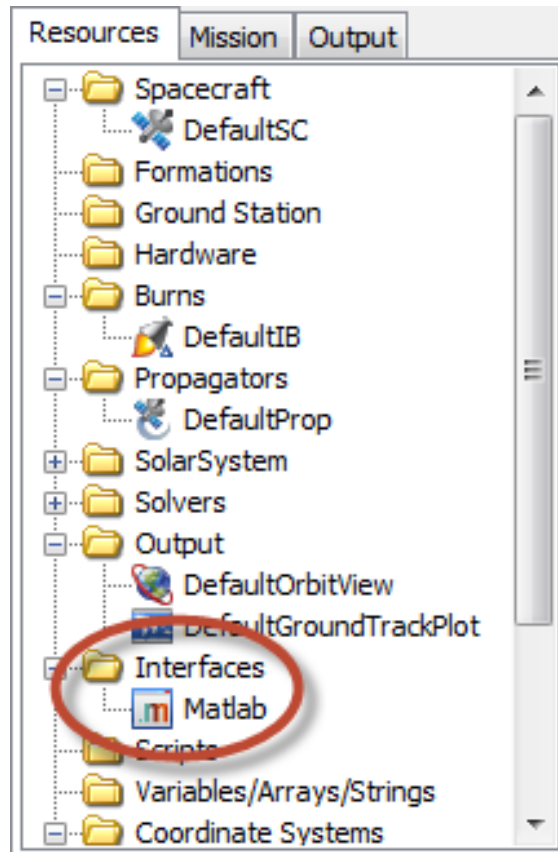 Resources Mission Output
Spacecraft
DefaultSC
Formations
Ground Station
Hardware
Burns
DefaultIB
Propagators
DefaultProp
SolarSystem
Solvers
Output
DefaultOrbitView
DefaultGroundTrackPlot
Interfaces
.m Matlab
Scripts
Variables/Arrays/Strings
Coordinate Systems